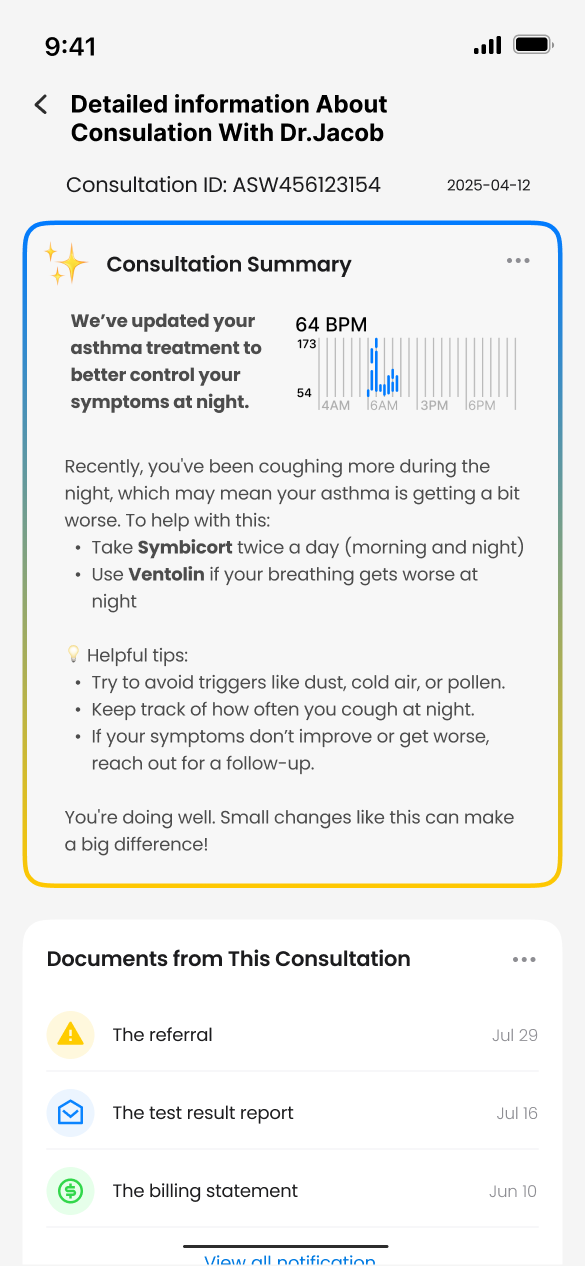 9:41
Detailed information About
Consulation With Dr.Jacob
Consultation ID: ASW456123154
2025-04-12
Consultation Summary
We’ve updated your
asthma treatment to
better control your
symptoms at night.
64 BPM
173
54
4AM
6AM
3PM
6PM
Recently, you've been coughing more during the
night, which may mean your asthma is getting a bit
worse. To help with this:
• Take Symbicort twice a day (morning and night)
• Use Ventolin if your breathing gets worse at
night
Helpful tips:
• Try to avoid triggers like dust, cold air, or pollen.
• Keep track of how often you cough at night.
• If your symptoms don’t improve or get worse,
reach out for a follow-up.
You're doing well. Small changes like this can make
a big difference!
Documents from This Consultation
The referral
Jul 29
The test result report
Jul 16
The billing statement
Jun 10
View all notification